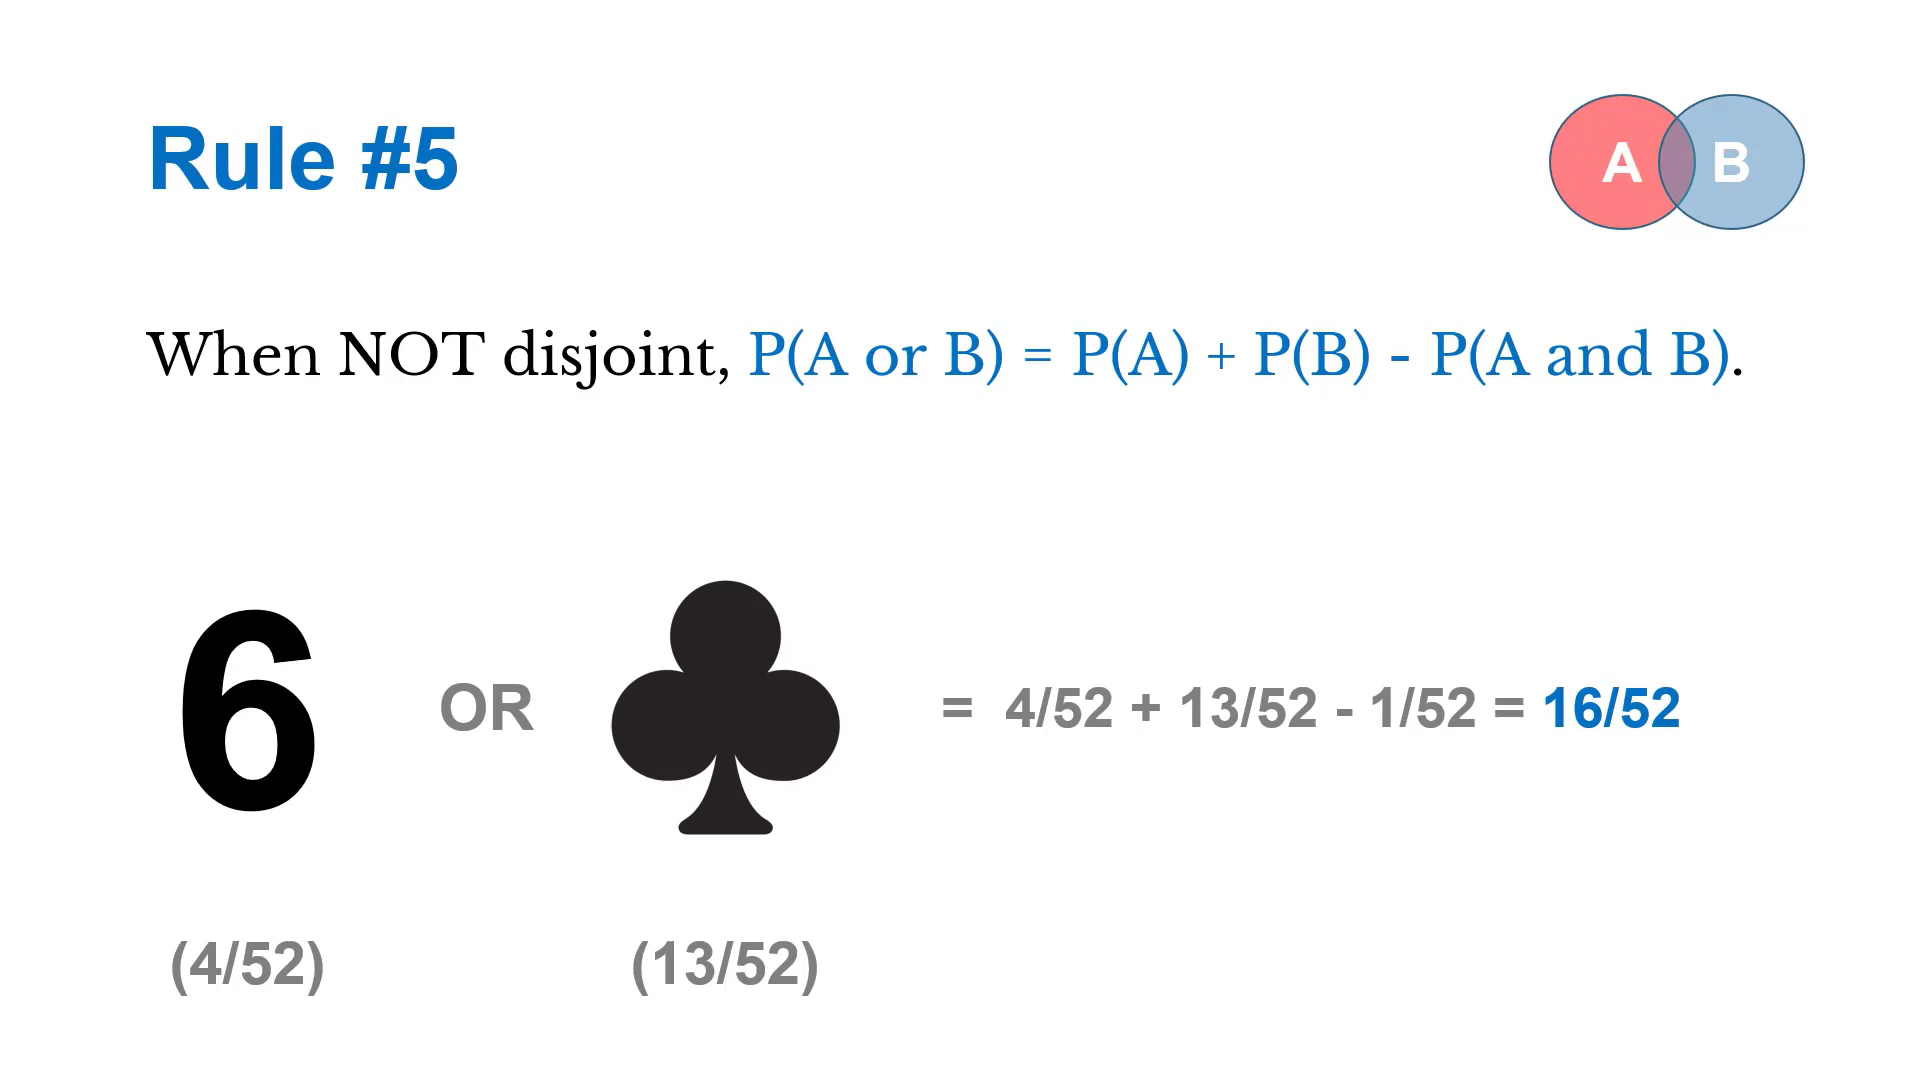 Rule #5
A B
When NOT disjoint, P(A or B) = P(A) + P(B) - P(A and B).
6 OR = 4/52 + 13/52 - 1/52 = 16/52
(4/52) (13/52)